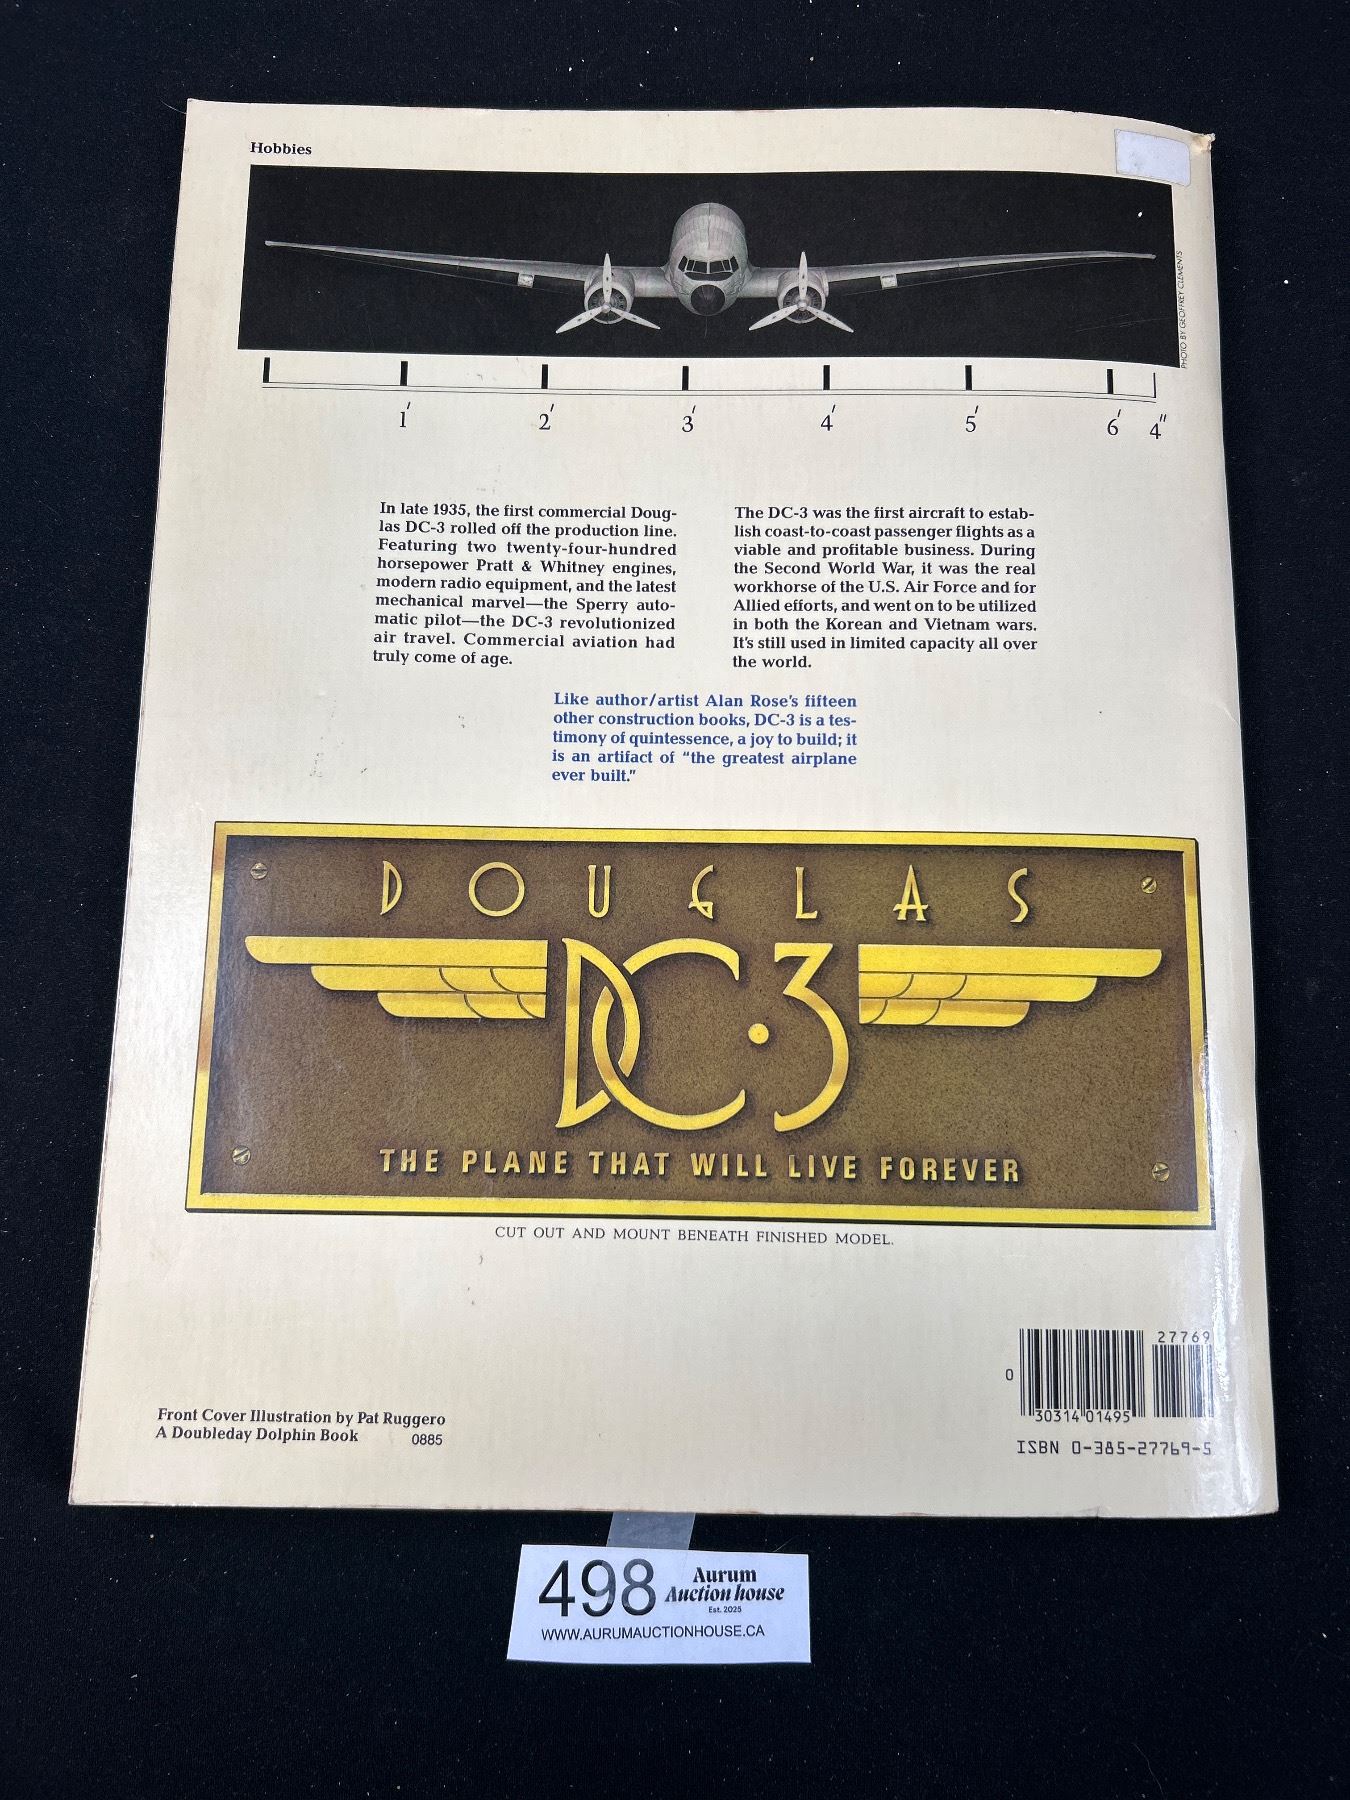 Hobbies
PHOTO BY GEOFFREY CLEMENTS
1' 2' 3' 4' 5' 6' 4"
In late 1935, the first commercial Doug-
las DC-3 rolled off the production line.
Featuring two twenty-four-hundred
horsepower Pratt & Whitney engines,
modern radio equipment, and the latest
mechanical marvel—the Sperry auto-
matic pilot—the DC-3 revolutionized
air travel. Commercial aviation had
truly come of age.
The DC-3 was the first aircraft to estab-
lish coast-to-coast passenger flights as a
viable and profitable business. During
the Second World War, it was the real
workhorse of the U.S. Air Force and for
Allied efforts, and went on to be utilized
in both the Korean and Vietnam wars.
It's still used in limited capacity all over
the world.
Like author/artist Alan Rose's fifteen
other construction books, DC-3 is a tes-
timony of quintessence, a joy to build; it
is an artifact of "the greatest airplane
ever built."
DOUGLAS
DC·3
THE PLANE THAT WILL LIVE FOREVER
CUT OUT AND MOUNT BENEATH FINISHED MODEL.
27769
0
30314 01495
ISBN 0-385-27769-5
Front Cover Illustration by Pat Ruggero
A Doubleday Dolphin Book 0885
498 Aurum
Auction house
Est. 2025
WWW.AURUMAUCTIONHOUSE.CA